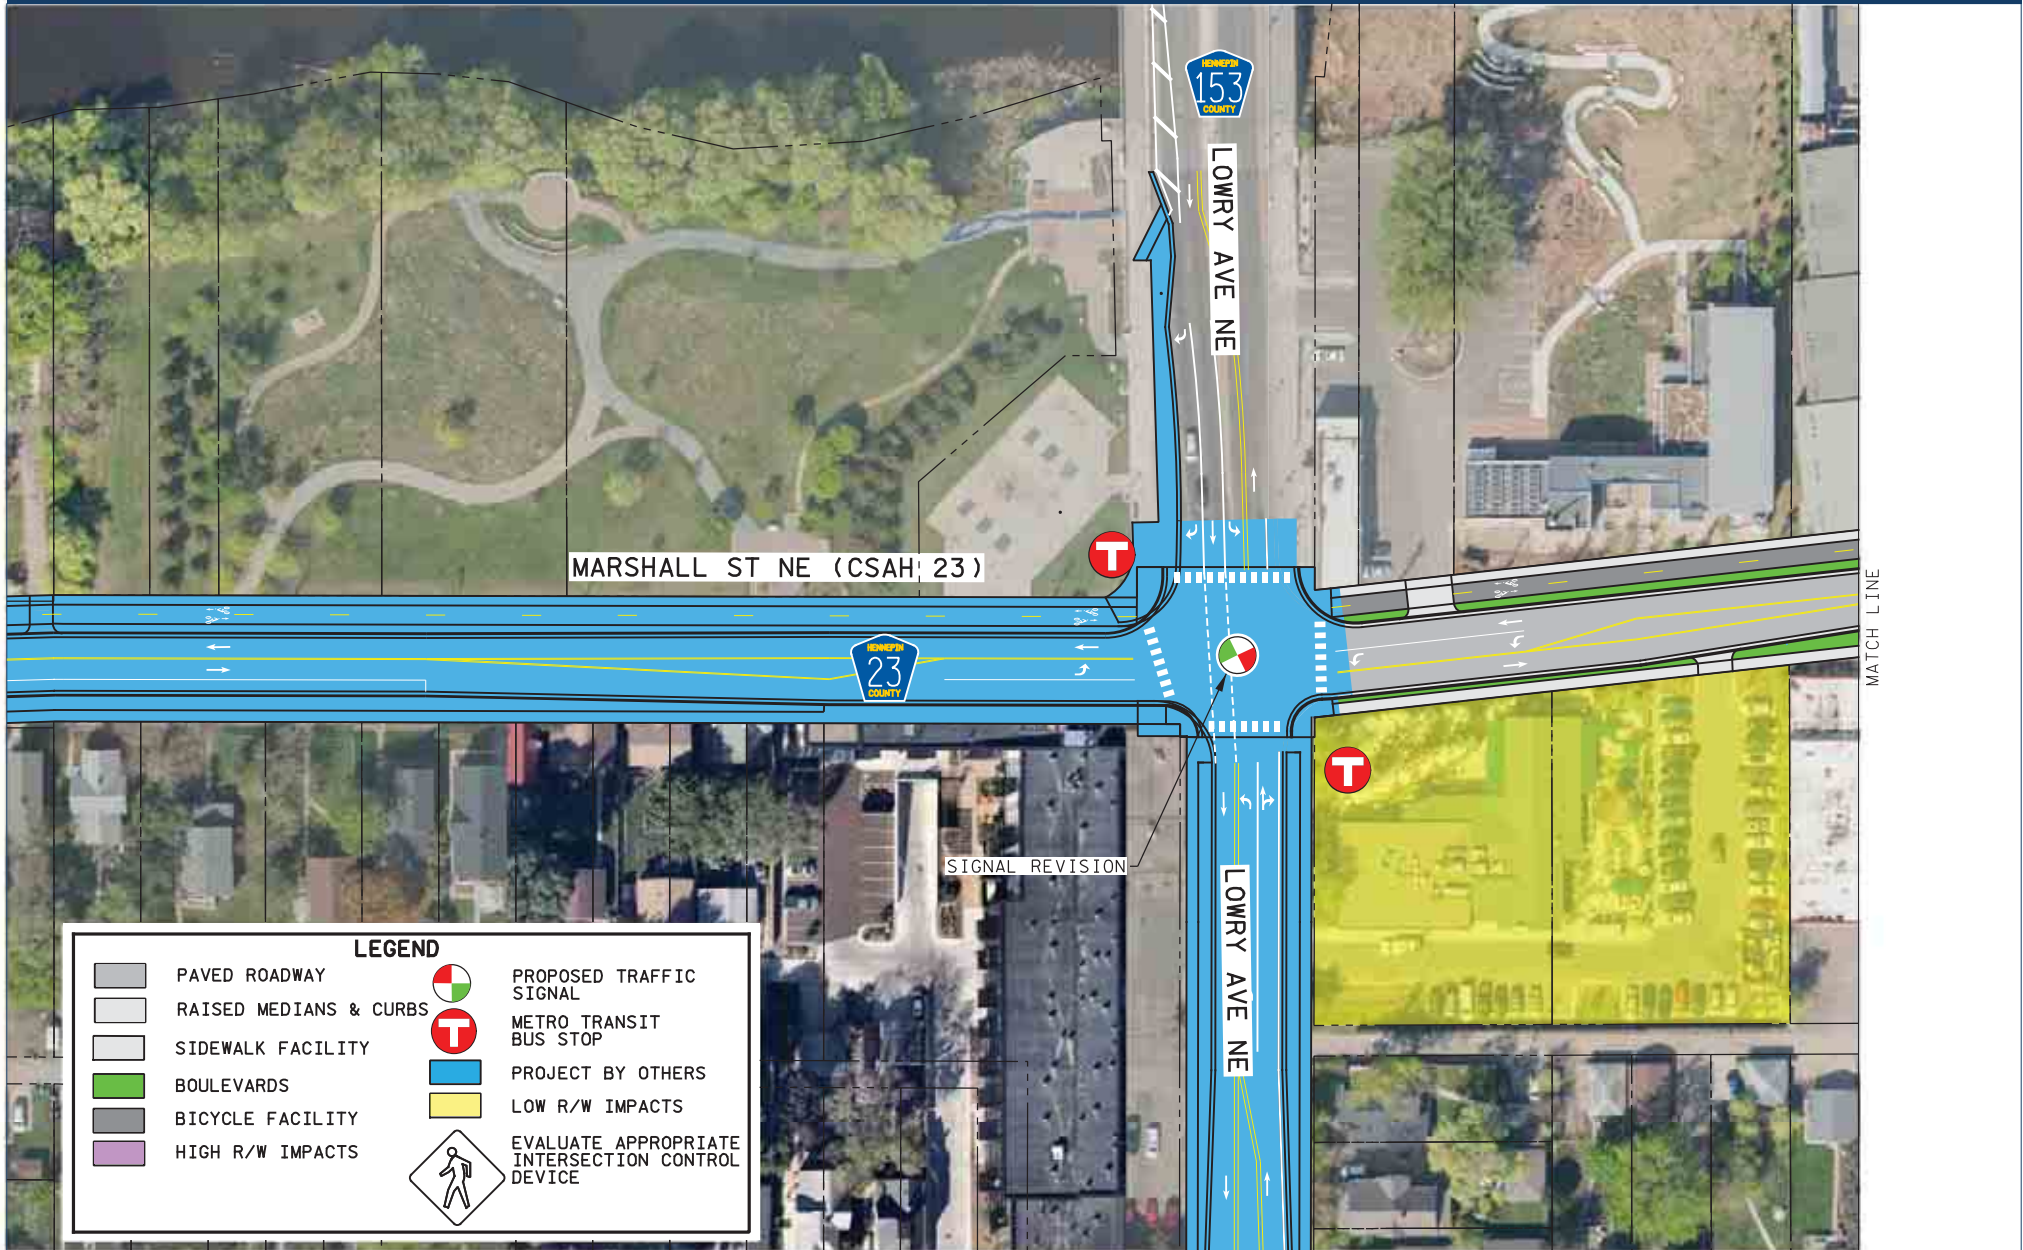 HENNEPIN
153
COUNTY
LOWRY AVE NE
MARSHALL ST NE (CSAH 23)
MATCH LINE
HENNEPIN
23
COUNTY
T
T
SIGNAL REVISION
LOWRY AVE NE
LEGEND
PAVED ROADWAY
RAISED MEDIANS & CURBS
SIDEWALK FACILITY
BOULEVARDS
BICYCLE FACILITY
HIGH R/W IMPACTS
PROPOSED TRAFFIC
SIGNAL
T
METRO TRANSIT
BUS STOP
PROJECT BY OTHERS
LOW R/W IMPACTS
EVALUATE APPROPRIATE
INTERSECTION CONTROL
DEVICE